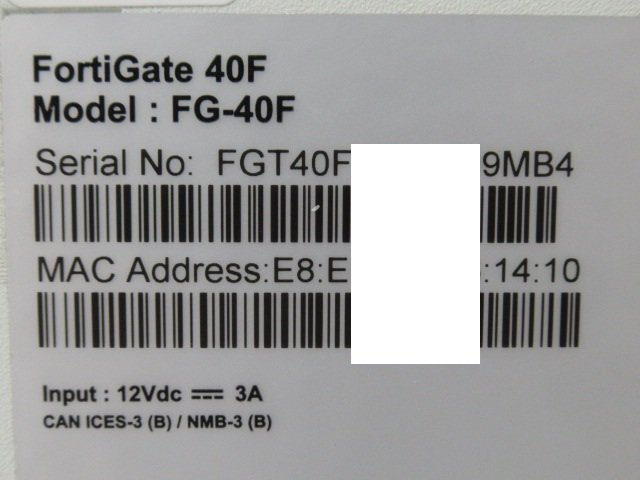 FortiGate 40F
Model : FG-40F
Serial No: FGT40F 9MB4
MAC Address:E8:E :14:10
Input : 12Vdc ⎓ 3A
CAN ICES-3 (B) / NMB-3 (B)